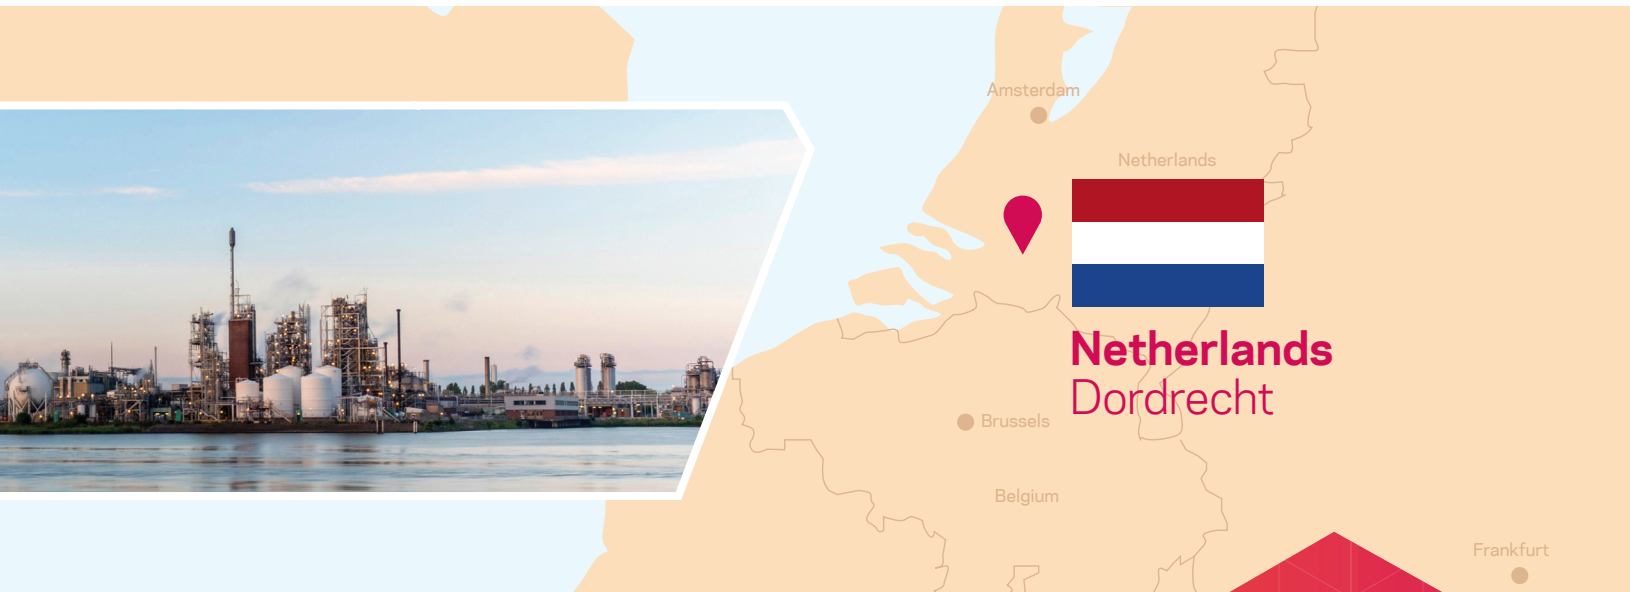 Amsterdam
Netherlands
Netherlands
Dordrecht
Brussels
Belgium
Frankfurt